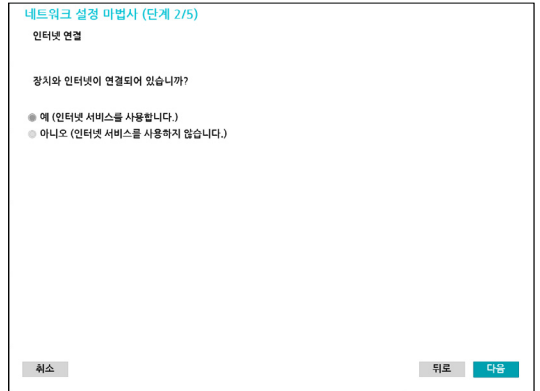 네트워크 설정 마법사 (단계 2/5)
인터넷 연결
장치와 인터넷이 연결되어 있습니까?
예 (인터넷 서비스를 사용합니다.)
아니오 (인터넷 서비스를 사용하지 않습니다.)
취소 뒤로 다음